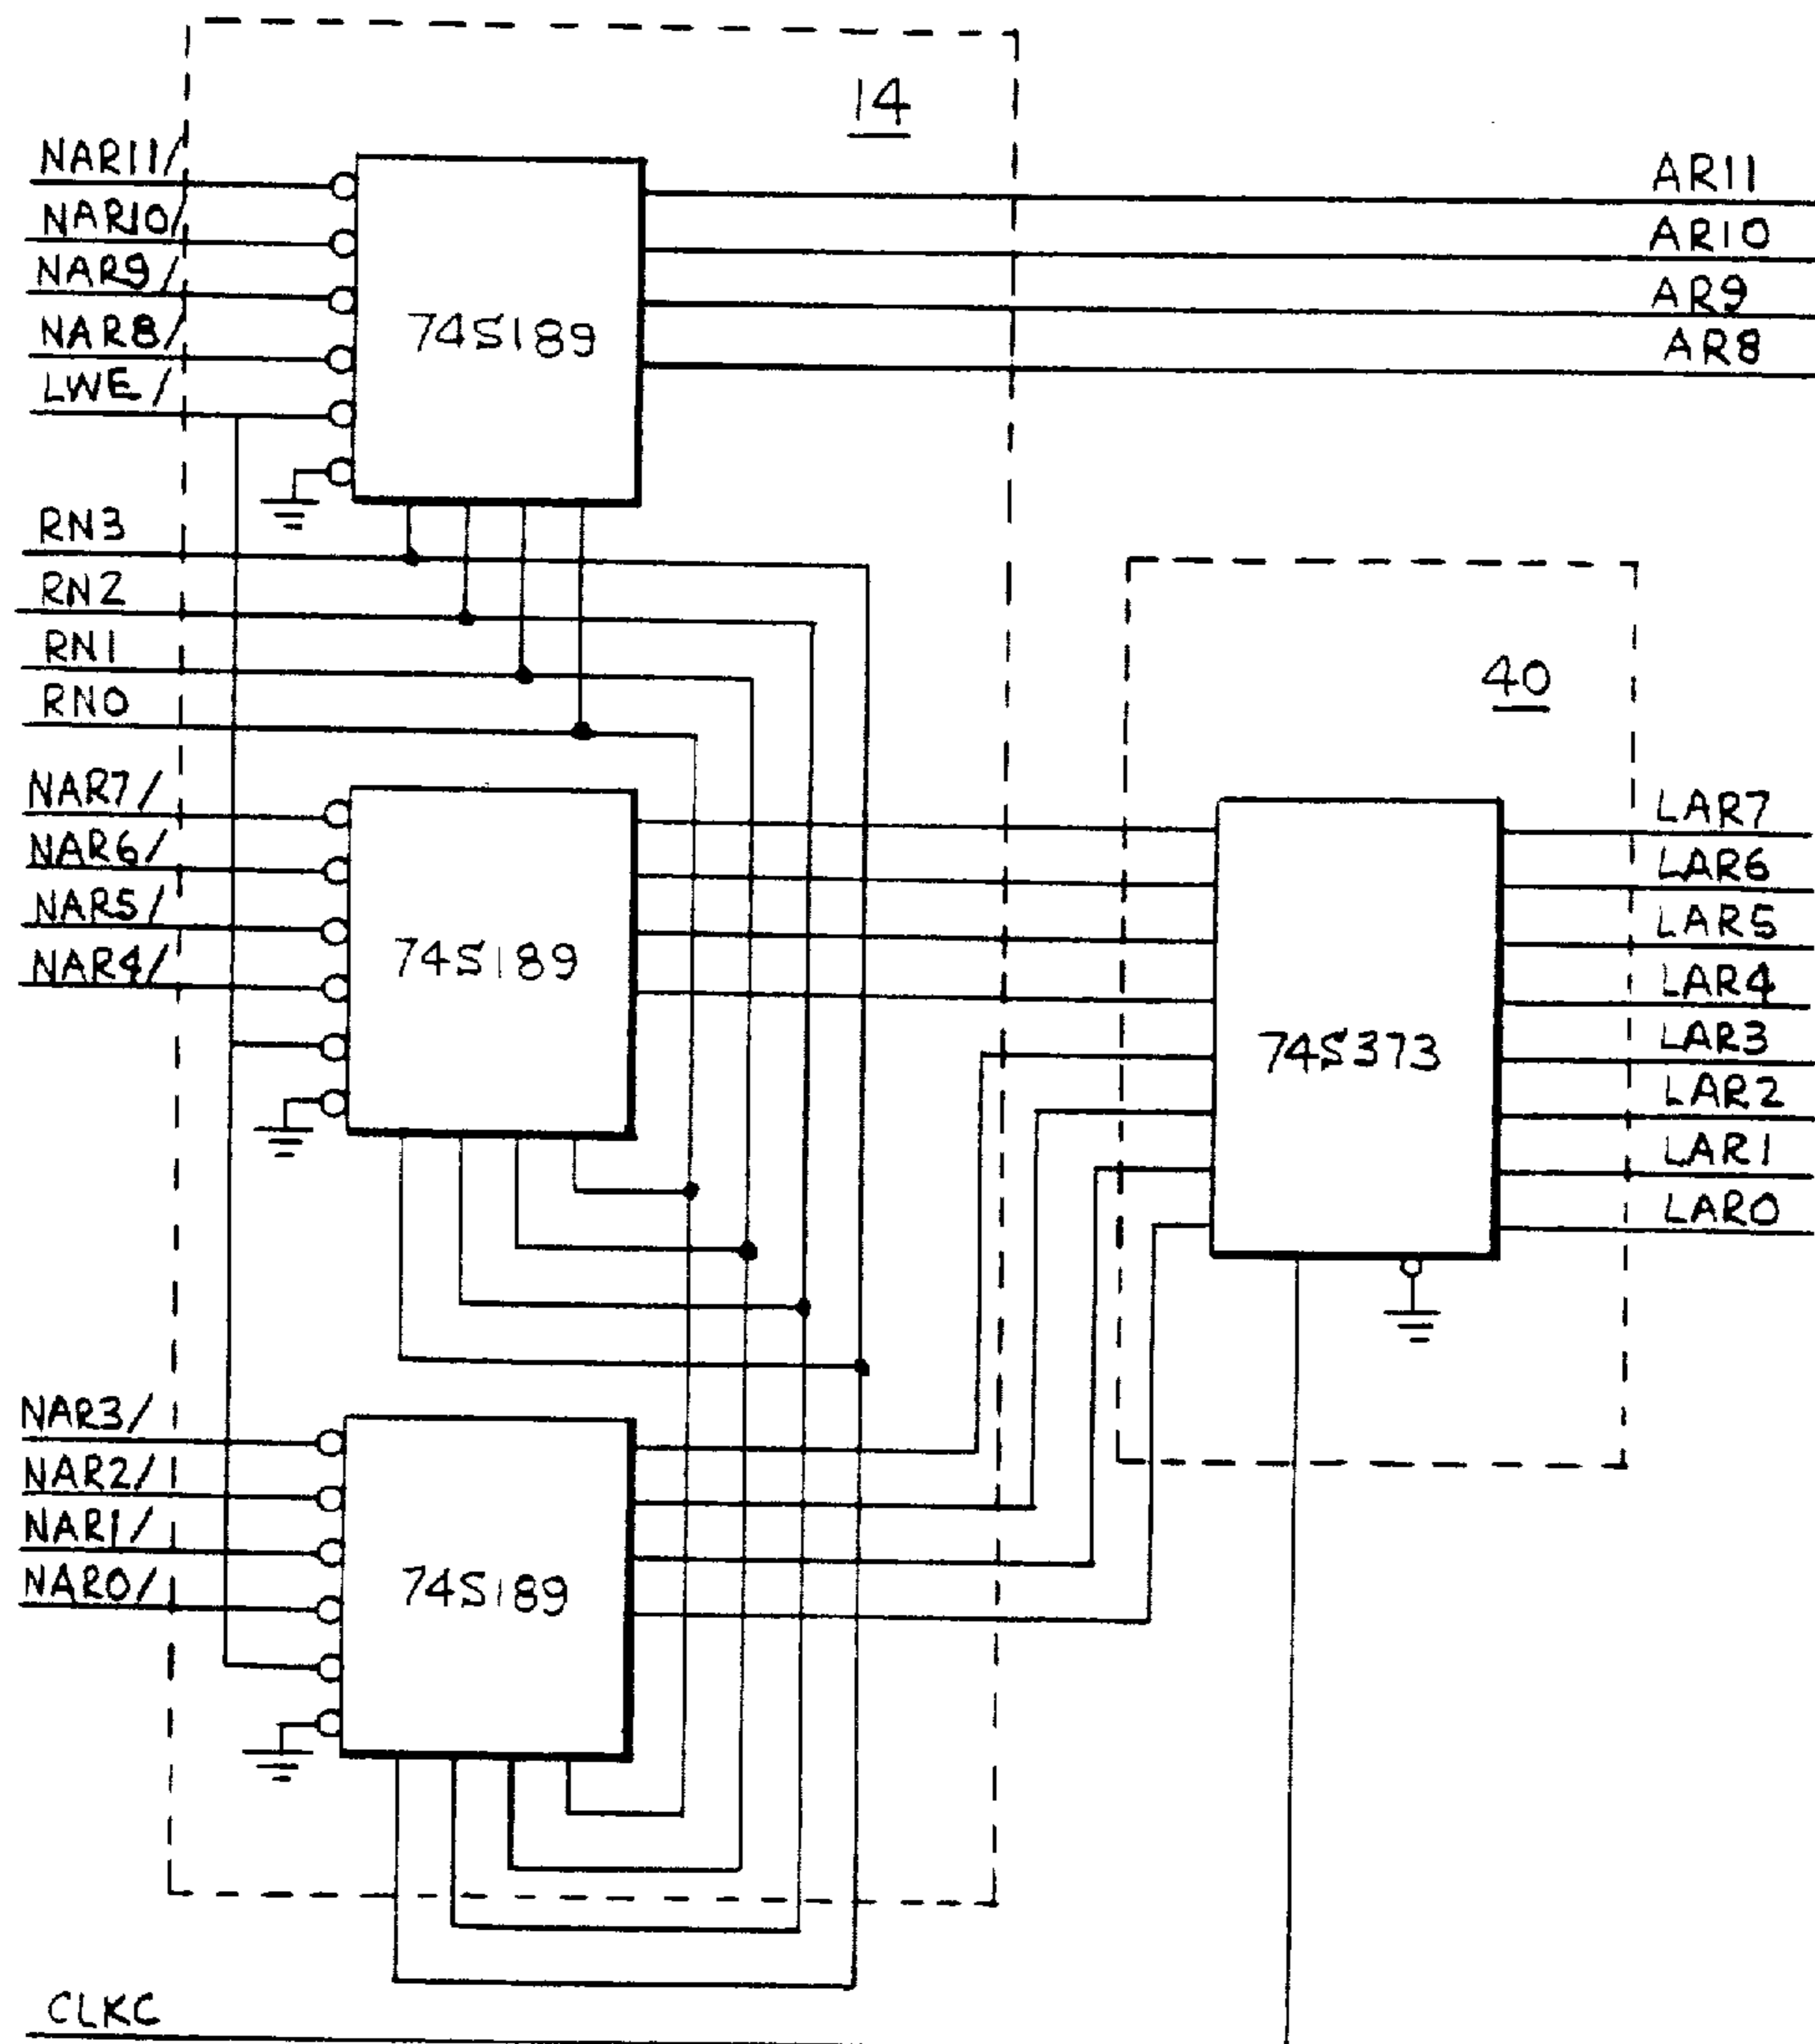 14
NAR11/
NAR10/
NAR9/
NAR8/
LWE/
74S189
AR11
AR10
AR9
AR8
RN3
RN2
RN1
RN0
40
NAR7/
NAR6/
NAR5/
NAR4/
74S189
74S373
LAR7
LAR6
LAR5
LAR4
LAR3
LAR2
LAR1
LAR0
NAR3/
NAR2/
NAR1/
NAR0/
74S189
CLKC